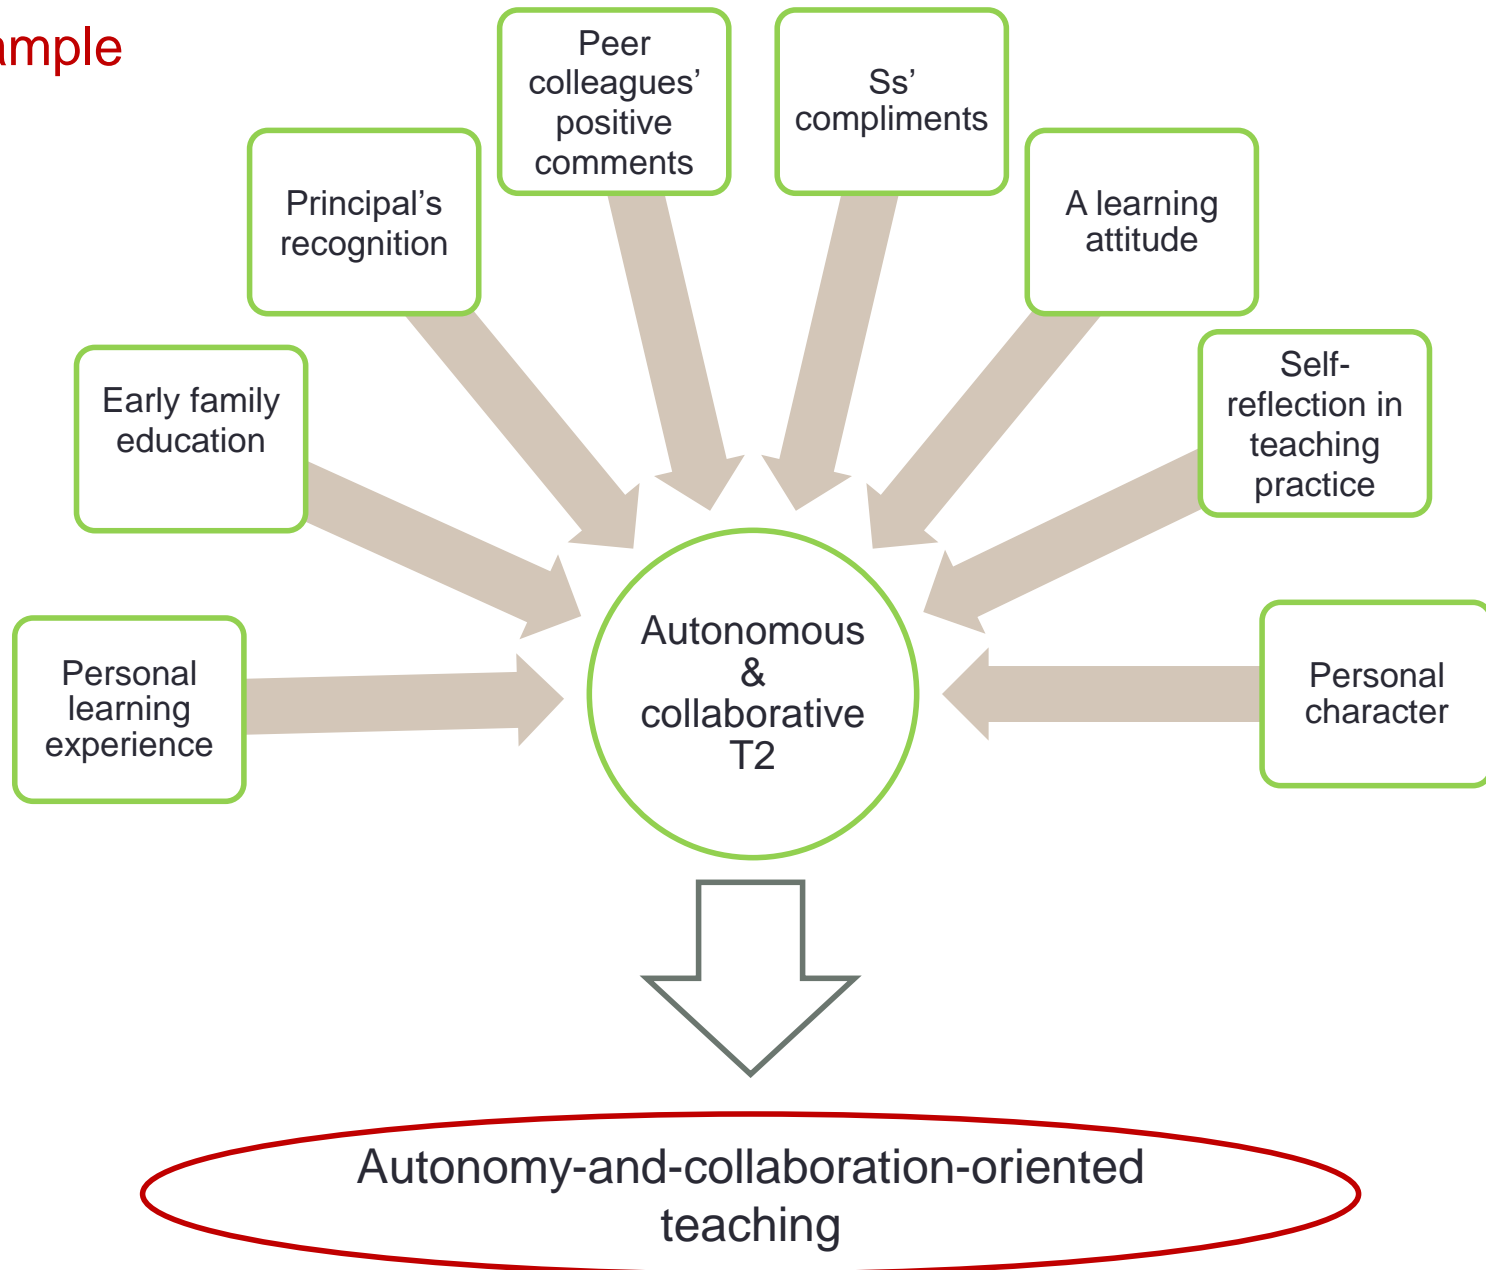 ample
Peer
colleagues’
positive
comments
Ss’
compliments
Principal’s
recognition
A learning
attitude
Early family
education
Self-
reflection in
teaching
practice
Personal
learning
experience
Autonomous
&
collaborative
T2
Personal
character
Autonomy-and-collaboration-oriented
teaching